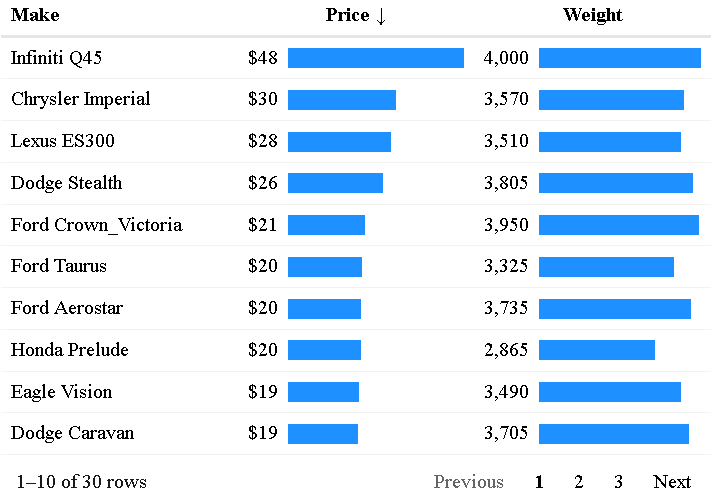 Make Price ↓ Weight
Infiniti Q45 $48 4,000
Chrysler Imperial $30 3,570
Lexus ES300 $28 3,510
Dodge Stealth $26 3,805
Ford Crown_Victoria $21 3,950
Ford Taurus $20 3,325
Ford Aerostar $20 3,735
Honda Prelude $20 2,865
Eagle Vision $19 3,490
Dodge Caravan $19 3,705
1–10 of 30 rows Previous 1 2 3 Next